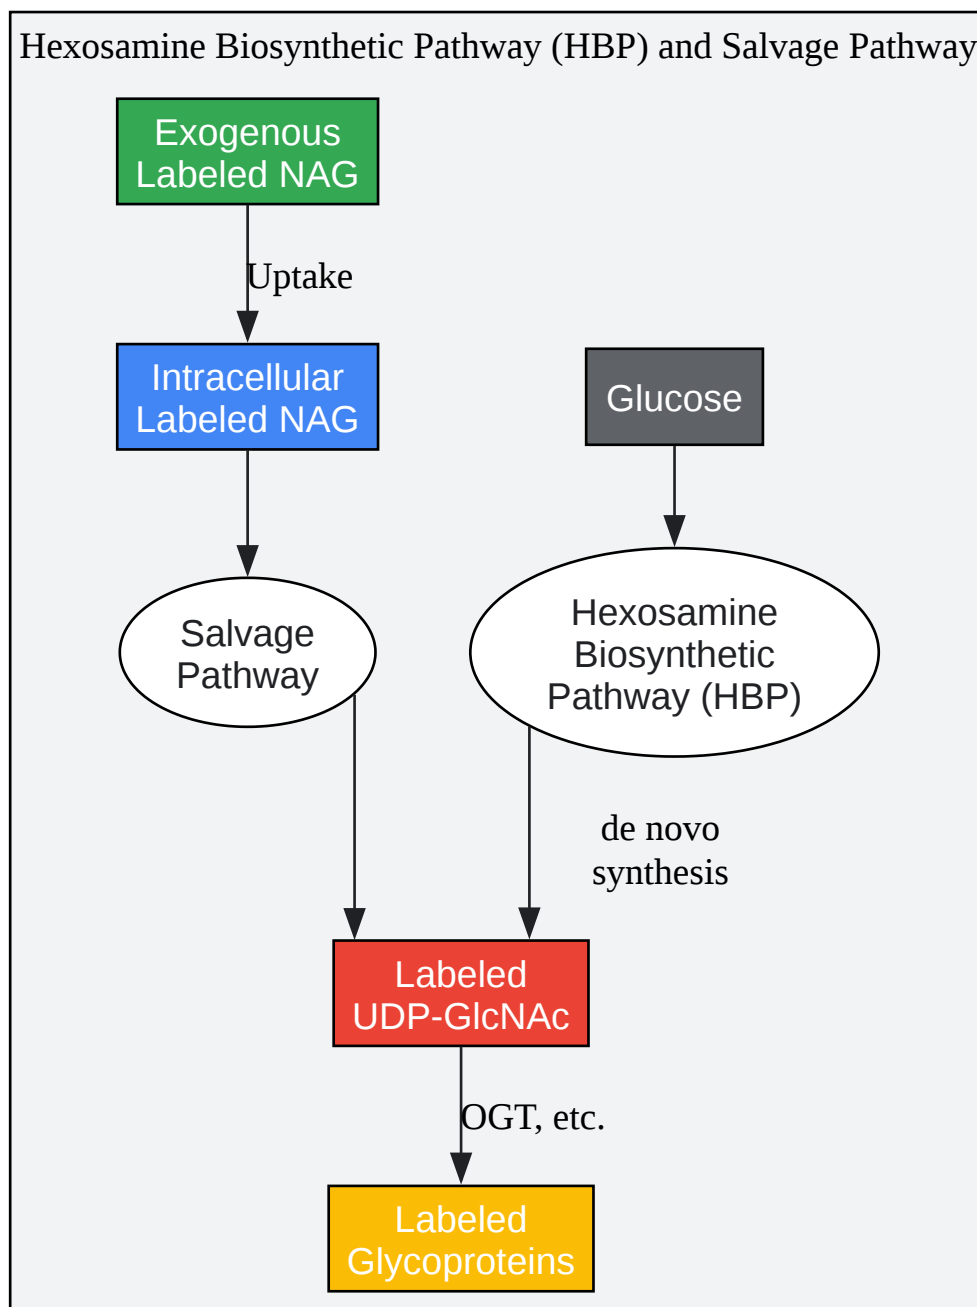 Hexosamine Biosynthetic Pathway (HBP) and Salvage Pathway
Exogenous
Labeled NAG
Uptake
Intracellular
Labeled NAG
Glucose
Salvage
Pathway
Hexosamine
Biosynthetic
Pathway (HBP)
de novo
synthesis
Labeled
UDP-GlcNAc
OGT, etc.
Labeled
Glycoproteins